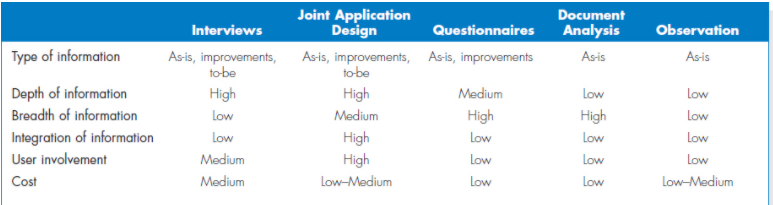 Interviews Joint Application Design Questionnaires Document Analysis Observation
Type of information As-is, improvements, to-be As-is, improvements, to-be As-is, improvements As-is As-is
Depth of information High High Medium Low Low
Breadth of information Low Medium High High Low
Integration of information Low High Low Low Low
User involvement Medium High Low Low Low
Cost Medium Low–Medium Low Low Low–Medium